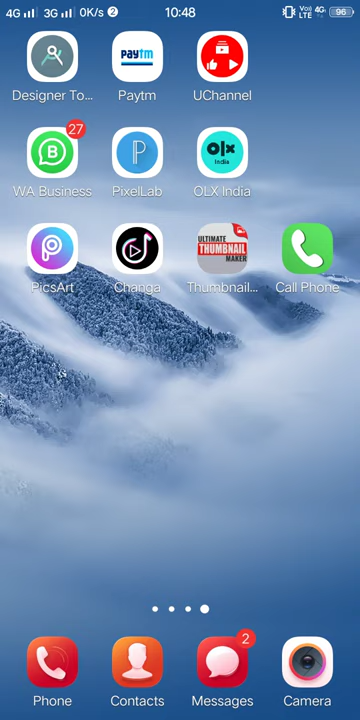 4G 3G 0K/s 2 10:48 VoI LTE 4G 96
Designer To... Paytm UChannel
27
WA Business PixelLab OLX India
PicsArt Changa Thumbnail... Call Phone
Paytm
B P olx India
ULTIMATE THUMBNAIL MAKER
2
Phone Contacts Messages Camera